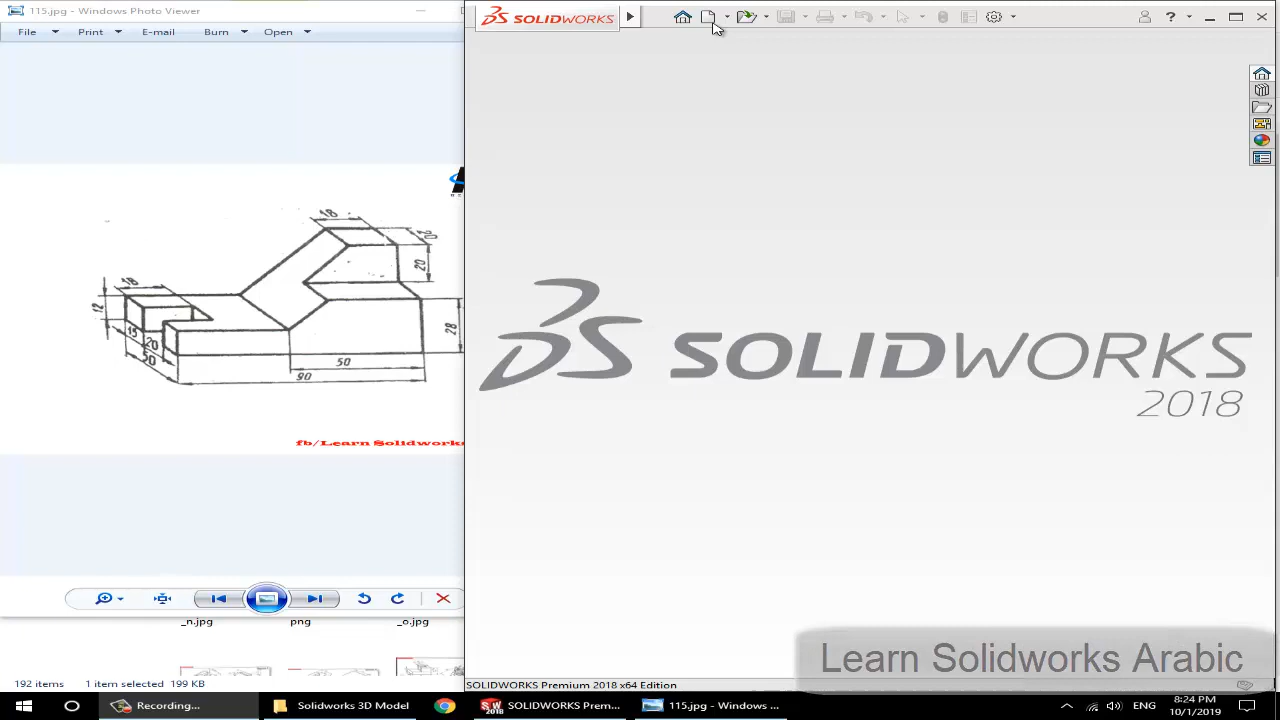 115.jpg - Windows Photo Viewer
File Print E-mail Burn Open
SOLIDWORKS
?
18
20
20
18
12
15
20
50
28
50
90
fb/Learn Solidworks
SOLIDWORKS
2018
_n.jpg png _o.jpg
192 items 1 item selected 199 KB
Learn Solidworks Arabic
SOLIDWORKS Premium 2018 x64 Edition
Recording... Solidworks 3D Model SOLIDWORKS Prem... 115.jpg - Windows ... ENG
8:24 PM
10/1/2019